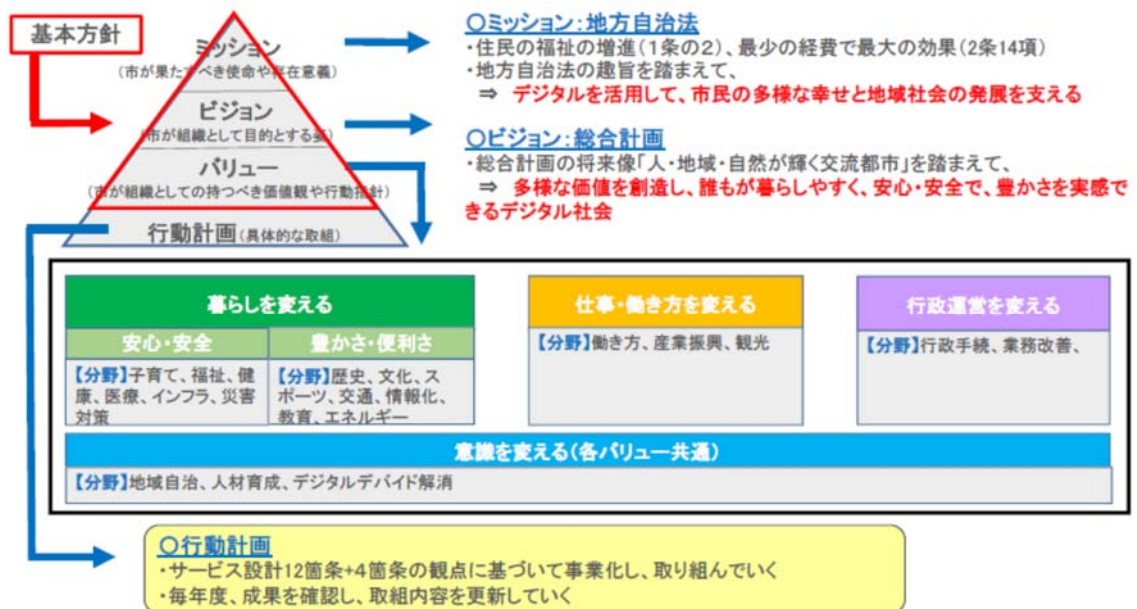 基本方針
ミッション
(市が果たすべき使命や存在意義)
ビジョン
(市が組織として目的とする姿)
バリュー
(市が組織としての持つべき価値観や行動指針)
行動計画(具体的な取組)
〇ミッション:地方自治法
・住民の福祉の増進(1条の2)、最少の経費で最大の効果(2条14項)
・地方自治法の趣旨を踏まえて、
⇒ デジタルを活用して、市民の多様な幸せと地域社会の発展を支える
〇ビジョン:総合計画
・総合計画の将来像「人・地域・自然が輝く交流都市」を踏まえて、
⇒ 多様な価値を創造し、誰もが暮らしやすく、安心・安全で、豊かさを実感で
きるデジタル社会
暮らしを変える
安心・安全
【分野】子育て、福祉、健
康、医療、インフラ、災害
対策
豊かさ・便利さ
【分野】歴史、文化、ス
ポーツ、交通、情報化、
教育、エネルギー
仕事・働き方を変える
【分野】働き方、産業振興、観光
行政運営を変える
【分野】行政手続、業務改善、
意識を変える(各バリュー共通)
【分野】地域自治、人材育成、デジタルデバイド解消
〇行動計画
・サービス設計12箇条+4箇条の観点に基づいて事業化し、取り組んでいく
・毎年度、成果を確認し、取組内容を更新していく